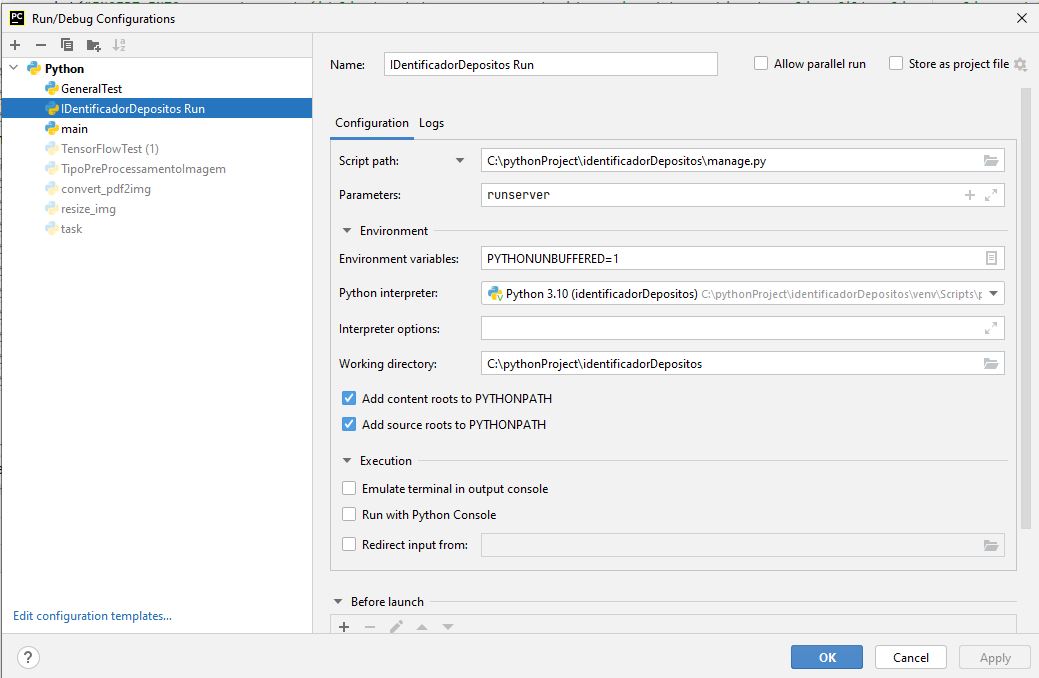 Run/Debug Configurations
Python
GeneralTest
IDentificadorDepositos Run
main
TensorFlowTest (1)
TipoPreProcessamentoImagem
convert_pdf2img
resize_img
task
Edit configuration templates...
Name: IDentificadorDepositos Run Allow parallel run Store as project file
Configuration Logs
Script path: C:\pythonProject\identificadorDepositos\manage.py
Parameters: runserver
Environment
Environment variables: PYTHONUNBUFFERED=1
Python interpreter: Python 3.10 (identificadorDepositos) C:\pythonProject\identificadorDepositos\venv\Scripts\
Interpreter options:
Working directory: C:\pythonProject\identificadorDepositos
Add content roots to PYTHONPATH
Add source roots to PYTHONPATH
Execution
Emulate terminal in output console
Run with Python Console
Redirect input from:
Before launch
? OK Cancel Apply